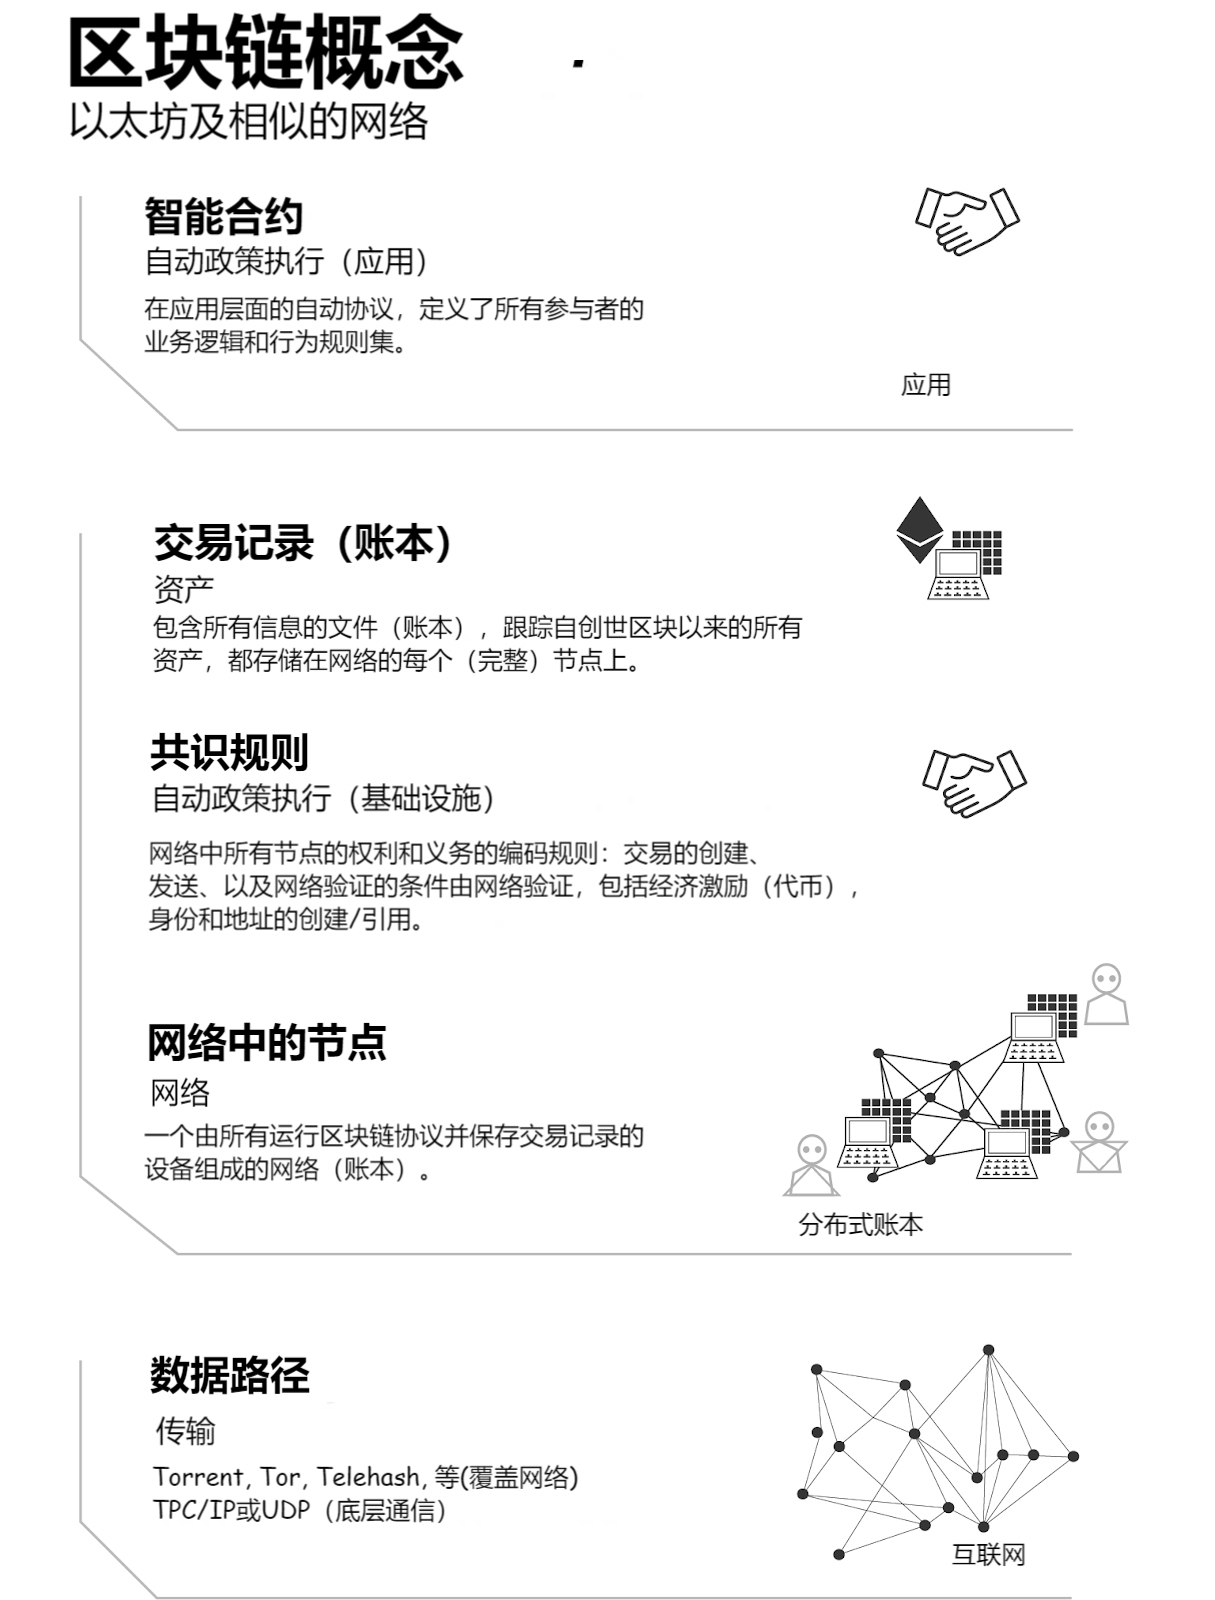 区块链概念
以太坊及相似的网络
智能合约
自动政策执行（应用）
在应用层面的自动协议，定义了所有参与者的
业务逻辑和行为规则集。
应用
交易记录（账本）
资产
包含所有信息的文件（账本），跟踪自创世区块以来的所有
资产，都存储在网络的每个（完整）节点上。
共识规则
自动政策执行（基础设施）
网络中所有节点的权利和义务的编码规则：交易的创建、
发送、以及网络验证的条件由网络验证，包括经济激励（代币），
身份和地址的创建/引用。
网络中的节点
网络
一个由所有运行区块链协议并保存交易记录的
设备组成的网络（账本）。
分布式账本
数据路径
传输
Torrent, Tor, Telehash, 等(覆盖网络)
TPC/IP或UDP（底层通信）
互联网